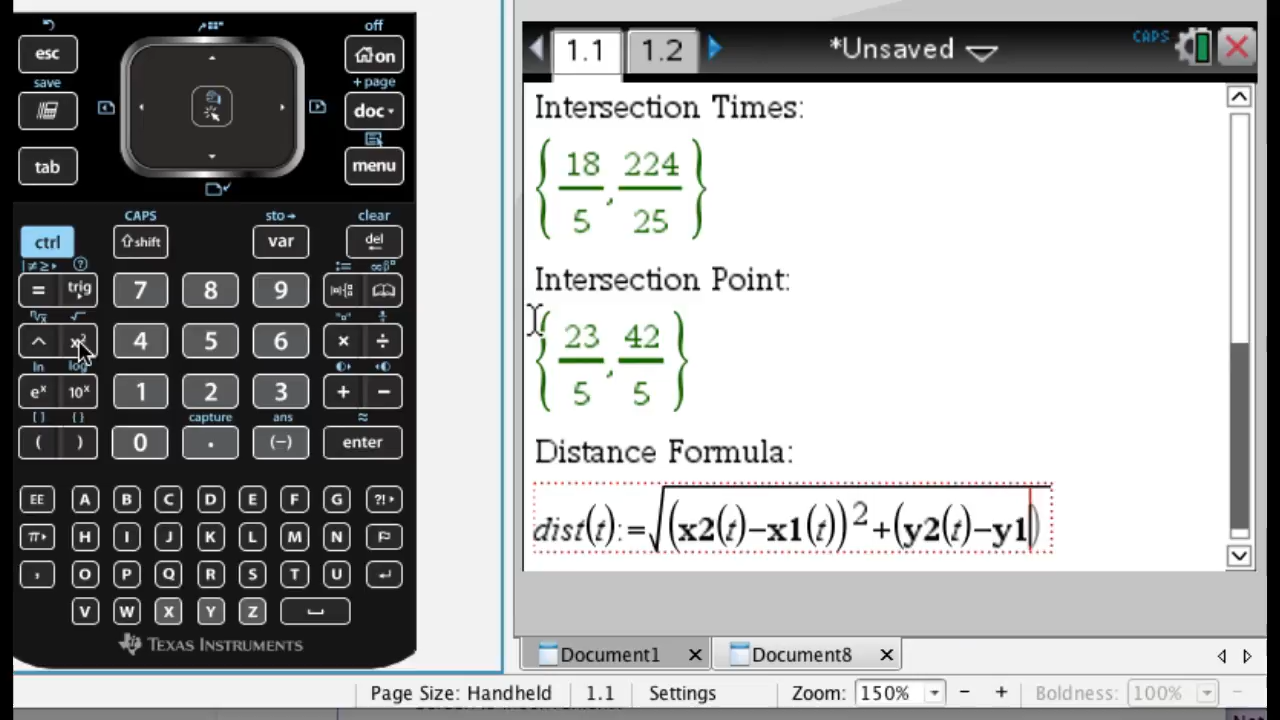 off
esc
on
save
+ page
doc
tab
menu
CAPS
sto
clear
ctrl
shift
var
del
|≠≥▸
?
:=
∞β°
=
trig
7
8
9
|□|{
ⁿ√x
√
"□"
^
x²
4
5
6
×
÷
ln
log
eˣ
10ˣ
1
2
3
+
−
[ ]
{ }
capture
ans
≈
(
)
0
.
(−)
enter
EE
A
B
C
D
E
F
G
?!▸
π▸
H
I
J
K
L
M
N
,
O
P
Q
R
S
T
U
V
W
X
Y
Z
TEXAS INSTRUMENTS
1.1
1.2
*Unsaved
CAPS
Intersection Times:
{18/5, 224/25}
Intersection Point:
{23/5, 42/5}
Distance Formula:
dist(t):=√((x2(t)−x1(t))²+(y2(t)−y1)
Document1
Document8
Page Size: Handheld
1.1
Settings
Zoom:
150%
−
+
Boldness:
100%